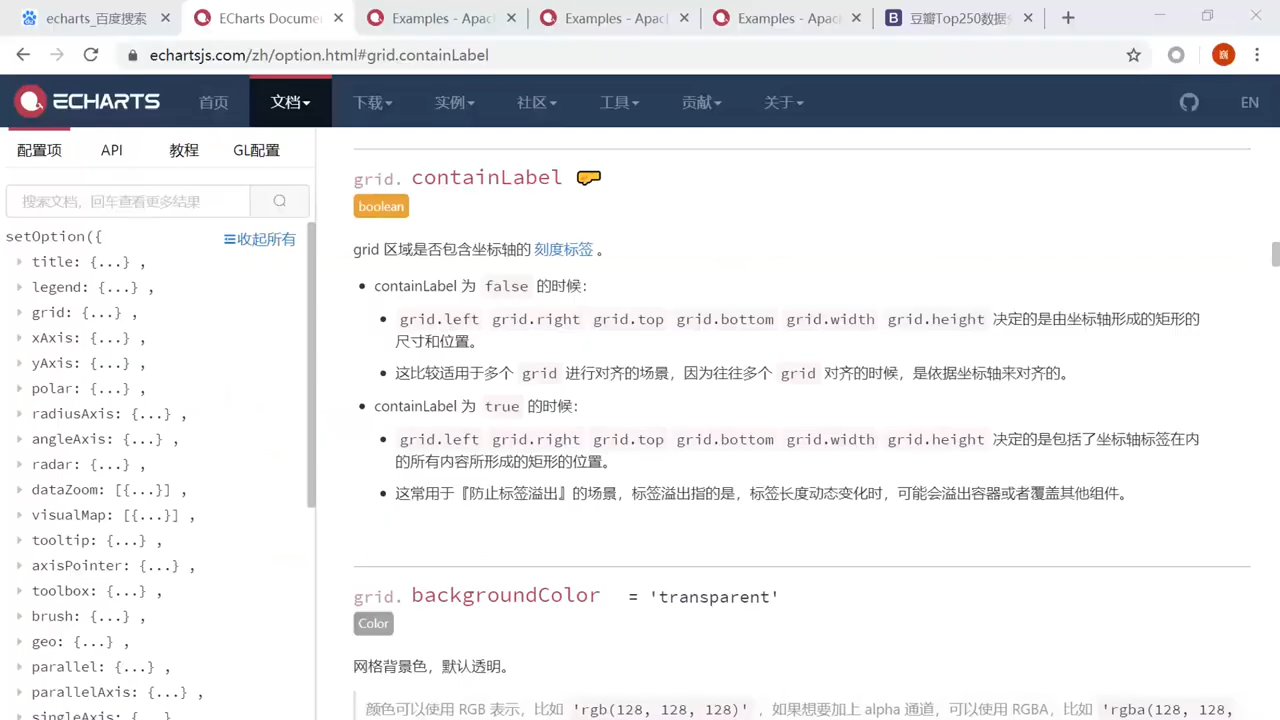 echarts_百度搜索
ECharts Documen
Examples - Apac
Examples - Apac
Examples - Apac
豆瓣Top250数据分
echartsjs.com/zh/option.html#grid.containLabel
巍
ECHARTS
首页
文档
下载
实例
社区
工具
贡献
关于
EN
配置项
API
教程
GL配置
搜索文档，回车查看更多结果
setOption({
收起所有
title: {...} ,
legend: {...} ,
grid: {...} ,
xAxis: {...} ,
yAxis: {...} ,
polar: {...} ,
radiusAxis: {...} ,
angleAxis: {...} ,
radar: {...} ,
dataZoom: [{...}] ,
visualMap: [{...}] ,
tooltip: {...} ,
axisPointer: {...} ,
toolbox: {...} ,
brush: {...} ,
geo: {...} ,
parallel: {...} ,
parallelAxis: {...} ,
singleAxis: {...} ,
grid. containLabel
boolean
grid 区域是否包含坐标轴的 刻度标签 。
containLabel 为 false 的时候：
grid.left grid.right grid.top grid.bottom grid.width grid.height 决定的是由坐标轴形成的矩形的
尺寸和位置。
这比较适用于多个 grid 进行对齐的场景，因为往往多个 grid 对齐的时候，是依据坐标轴来对齐的。
containLabel 为 true 的时候：
grid.left grid.right grid.top grid.bottom grid.width grid.height 决定的是包括了坐标轴标签在内
的所有内容所形成的矩形的位置。
这常用于『防止标签溢出』的场景，标签溢出指的是，标签长度动态变化时，可能会溢出容器或者覆盖其他组件。
grid. backgroundColor = 'transparent'
Color
网格背景色，默认透明。
颜色可以使用 RGB 表示，比如 'rgb(128, 128, 128)' ，如果想要加上 alpha 通道，可以使用 RGBA，比如 'rgba(128, 128,